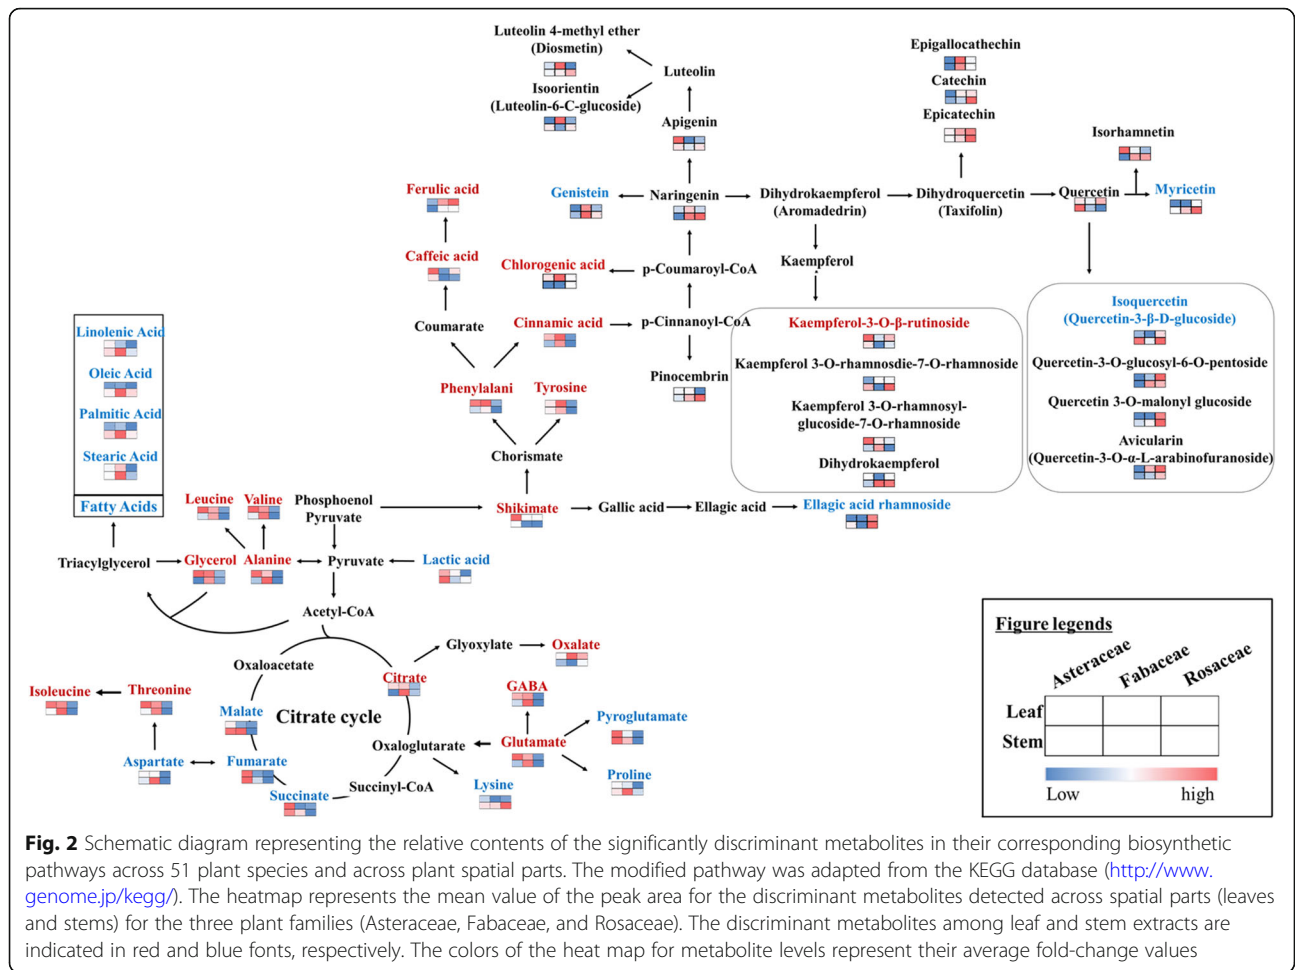 Luteolin 4-methyl ether
(Diosmetin)
Luteolin
Isoorientin
(Luteolin-6-C-glucoside)
Apigenin
Epigallocathechin
Catechin
Epicatechin
Isorhamnetin
Ferulic acid
Genistein
Naringenin
Dihydrokaempferol
(Aromadedrin)
Dihydroquercetin
(Taxifolin)
Quercetin
Myricetin
Caffeic acid
Chlorogenic acid
p-Coumaroyl-CoA
Kaempferol
Coumarate
Cinnamic acid
p-Cinnanoyl-CoA
Pinocembrin
Phenylalani
Tyrosine
Chorismate
Kaempferol-3-O-β-rutinoside
Kaempferol 3-O-rhamnosdie-7-O-rhamnoside
Kaempferol 3-O-rhamnosyl-
glucoside-7-O-rhamnoside
Dihydrokaempferol
Isoquercetin
(Quercetin-3-β-D-glucoside)
Quercetin-3-O-glucosyl-6-O-pentoside
Quercetin 3-O-malonyl glucoside
Avicularin
(Quercetin-3-O-α-L-arabinofuranoside)
Linolenic Acid
Oleic Acid
Palmitic Acid
Stearic Acid
Fatty Acids
Leucine
Valine
Phosphoenol
Pyruvate
Shikimate
Gallic acid
Ellagic acid
Ellagic acid rhamnoside
Triacylglycerol
Glycerol
Alanine
Pyruvate
Lactic acid
Acetyl-CoA
Oxaloacetate
Glyoxylate
Oxalate
Citrate
Isoleucine
Threonine
GABA
Malate
Citrate cycle
Pyroglutamate
Oxaloglutarate
Glutamate
Aspartate
Fumarate
Succinyl-CoA
Succinate
Lysine
Proline
Figure legends
Asteraceae
Fabaceae
Rosaceae
Leaf
Stem
Low high
Fig. 2 Schematic diagram representing the relative contents of the significantly discriminant metabolites in their corresponding biosynthetic
pathways across 51 plant species and across plant spatial parts. The modified pathway was adapted from the KEGG database (http://www.
genome.jp/kegg/). The heatmap represents the mean value of the peak area for the discriminant metabolites detected across spatial parts (leaves
and stems) for the three plant families (Asteraceae, Fabaceae, and Rosaceae). The discriminant metabolites among leaf and stem extracts are
indicated in red and blue fonts, respectively. The colors of the heat map for metabolite levels represent their average fold-change values